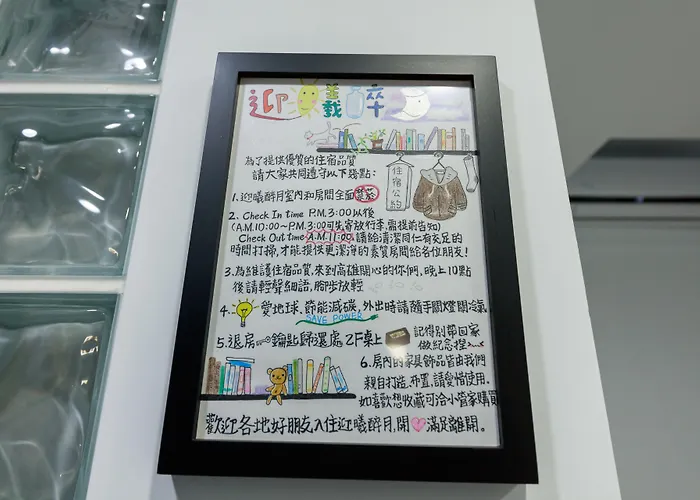 迎曦醉月
為了提供優質的住宿品質
請大家共同遵守以下幾點：
住宿公約
1. 迎曦醉月室內和房間全面禁菸
2. Check In time P.M.3:00以後
(A.M.10:00~P.M.3:00可先寄放行李,需提前告知)
Check Out time A.M.11:00,請給清潔同仁有充足的
時間打掃,才能提供更潔淨的素質房間給各位朋友!
3.為維護住宿品質,來到高雄開心的你們,晚上10點
後請輕聲細語,腳步放輕
4. 愛地球.節能減碳.外出時請隨手關燈關冷氣
SAVE POWER
5.退房 鑰匙歸還處 2F桌上 記得別帶回家
做紀念捏~
6.房內的家具飾品皆由我們
親自打造.布置,請愛惜使用.
如喜歡想收藏可洽小管家購買
歡迎各地好朋友入住迎曦醉月,開 滿足離開。